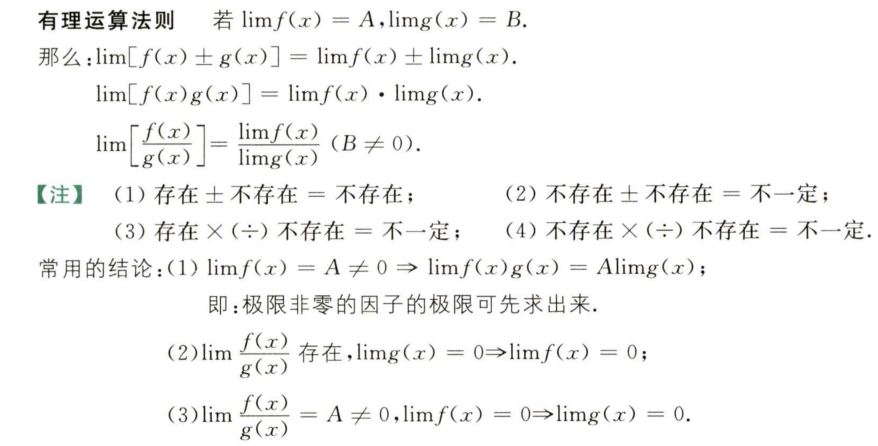 有理运算法则 若 limf(x) = A,limg(x) = B.
那么:lim[f(x) ± g(x)] = limf(x) ± limg(x).
lim[f(x)g(x)] = limf(x) · limg(x).
lim[f(x)/g(x)] = limf(x)/limg(x) (B ≠ 0).
【注】 (1) 存在 ± 不存在 = 不存在; (2) 不存在 ± 不存在 = 不一定;
(3) 存在 × (÷) 不存在 = 不一定; (4) 不存在 × (÷) 不存在 = 不一定.
常用的结论:(1) limf(x) = A ≠ 0 ⇒ limf(x)g(x) = Alimg(x);
即:极限非零的因子的极限可先求出来.
(2)lim f(x)/g(x) 存在,limg(x) = 0⇒limf(x) = 0;
(3)lim f(x)/g(x) = A ≠ 0,limf(x) = 0⇒limg(x) = 0.